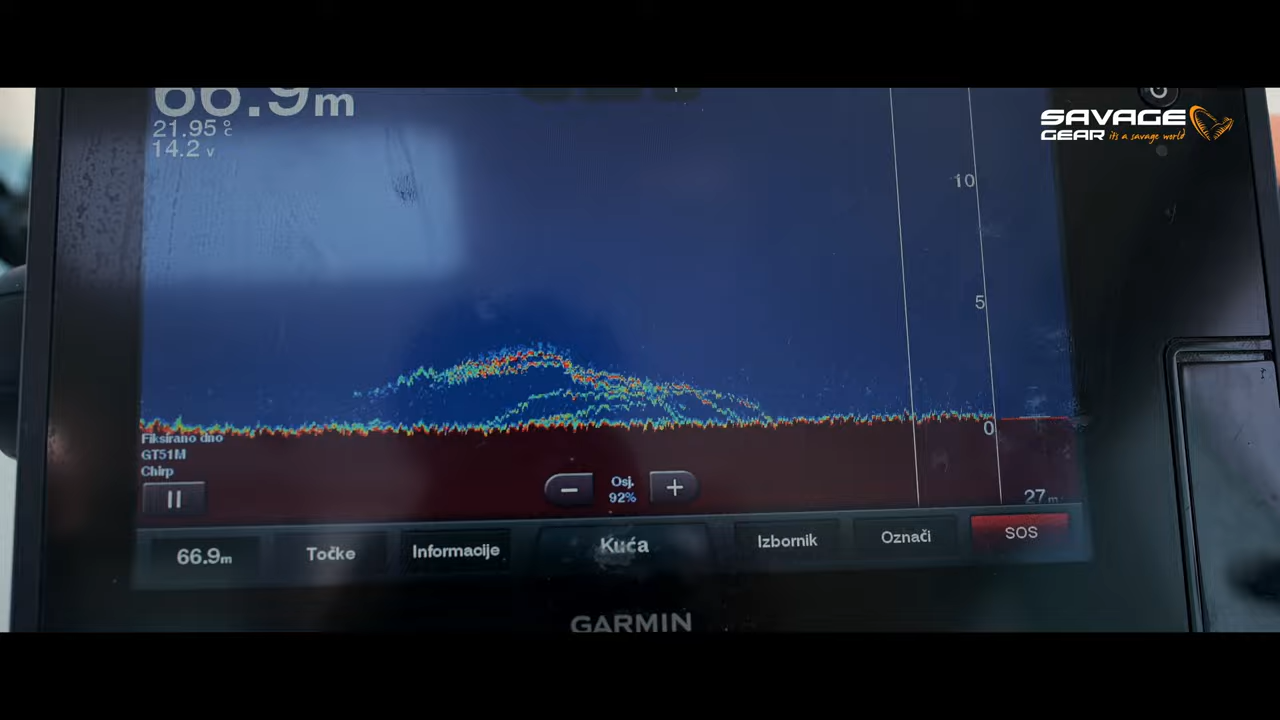 66.9m
21.95 °C
14.2 v
SAVAGE
GEAR it's a savage world
10
5
0
Fiksirano dno
GT51M
Chirp
Osj.
92%
27m
66.9m
Točke
Informacije
Kuća
Izbornik
Označi
SOS
GARMIN